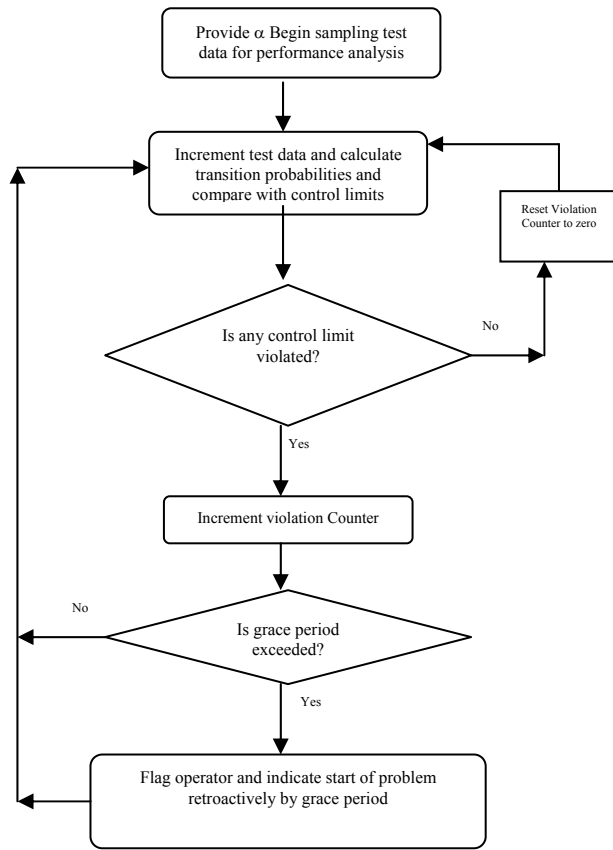 Provide α Begin sampling test
data for performance analysis
Increment test data and calculate
transition probabilities and
compare with control limits
Reset Violation
Counter to zero
Is any control limit
violated?
No
Yes
Increment violation Counter
No
Is grace period
exceeded?
Yes
Flag operator and indicate start of problem
retroactively by grace period